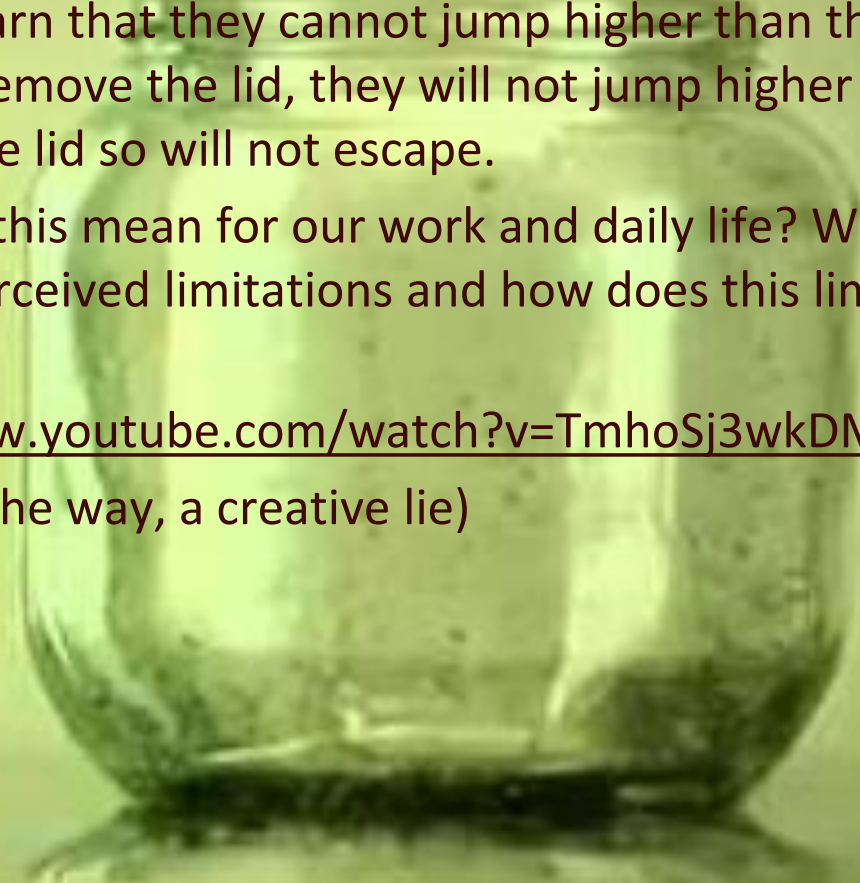 arn that they cannot jump higher than th
emove the lid, they will not jump higher
e lid so will not escape.
this mean for our work and daily life? W
rceived limitations and how does this lim
w.youtube.com/watch?v=TmhoSj3wkDM
he way, a creative lie)